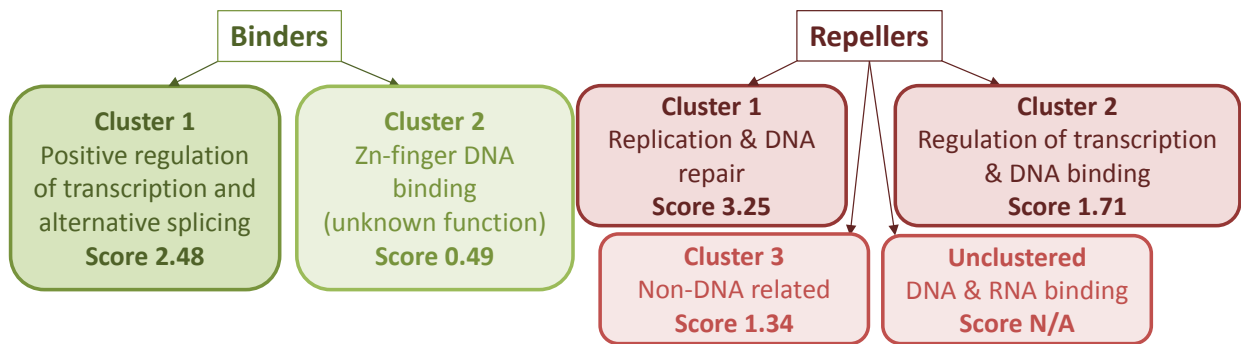 Binders
Cluster 1
Positive regulation
of transcription and
alternative splicing
Score 2.48
Cluster 2
Zn-finger DNA
binding
(unknown function)
Score 0.49
Repellers
Cluster 1
Replication & DNA
repair
Score 3.25
Cluster 2
Regulation of transcription
& DNA binding
Score 1.71
Cluster 3
Non-DNA related
Score 1.34
Unclustered
DNA & RNA binding
Score N/A